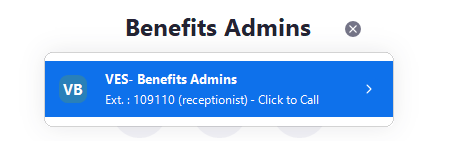 Benefits Admins
VB
VES- Benefits Admins
Ext. : 109110 (receptionist) - Click to Call